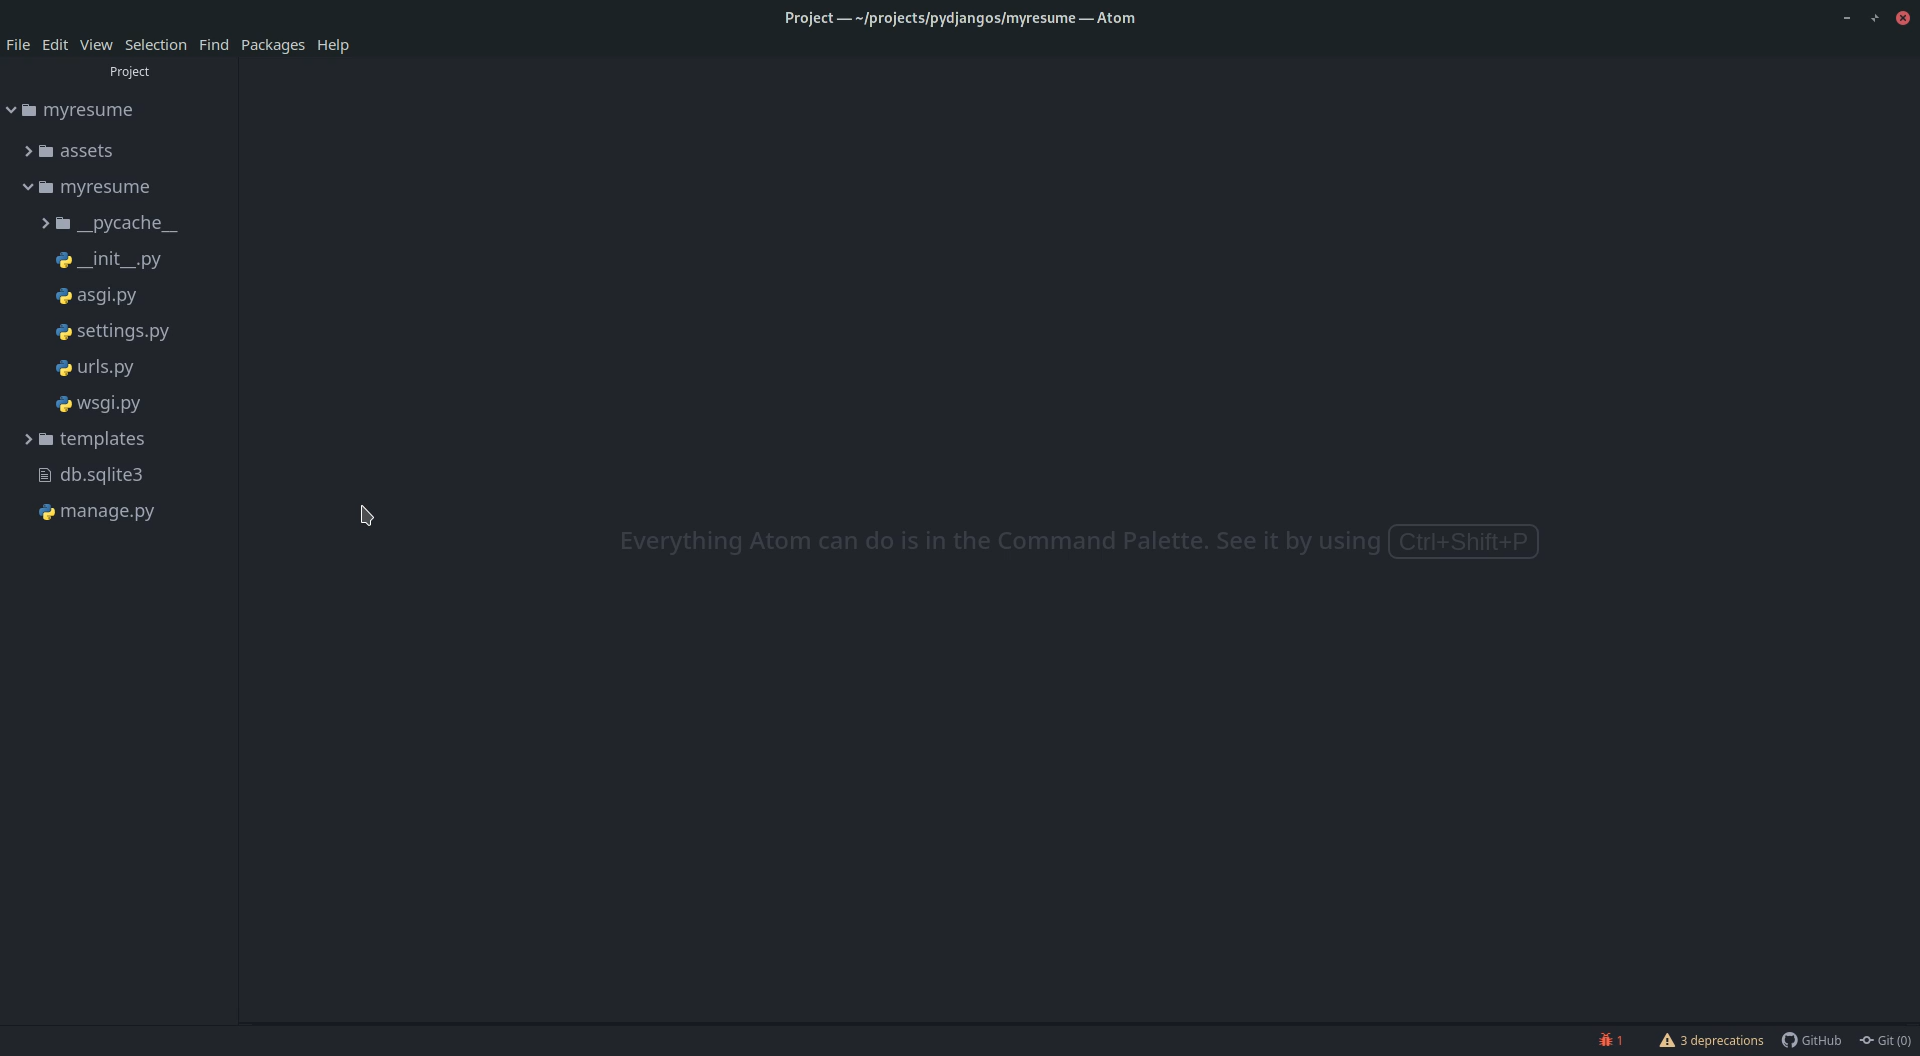 Project — ~/projects/pydjangos/myresume — Atom
File Edit View Selection Find Packages Help
Project
myresume
assets
myresume
__pycache__
__init__.py
asgi.py
settings.py
urls.py
wsgi.py
templates
db.sqlite3
manage.py
Everything Atom can do is in the Command Palette. See it by using Ctrl+Shift+P
1 3 deprecations GitHub Git (0)